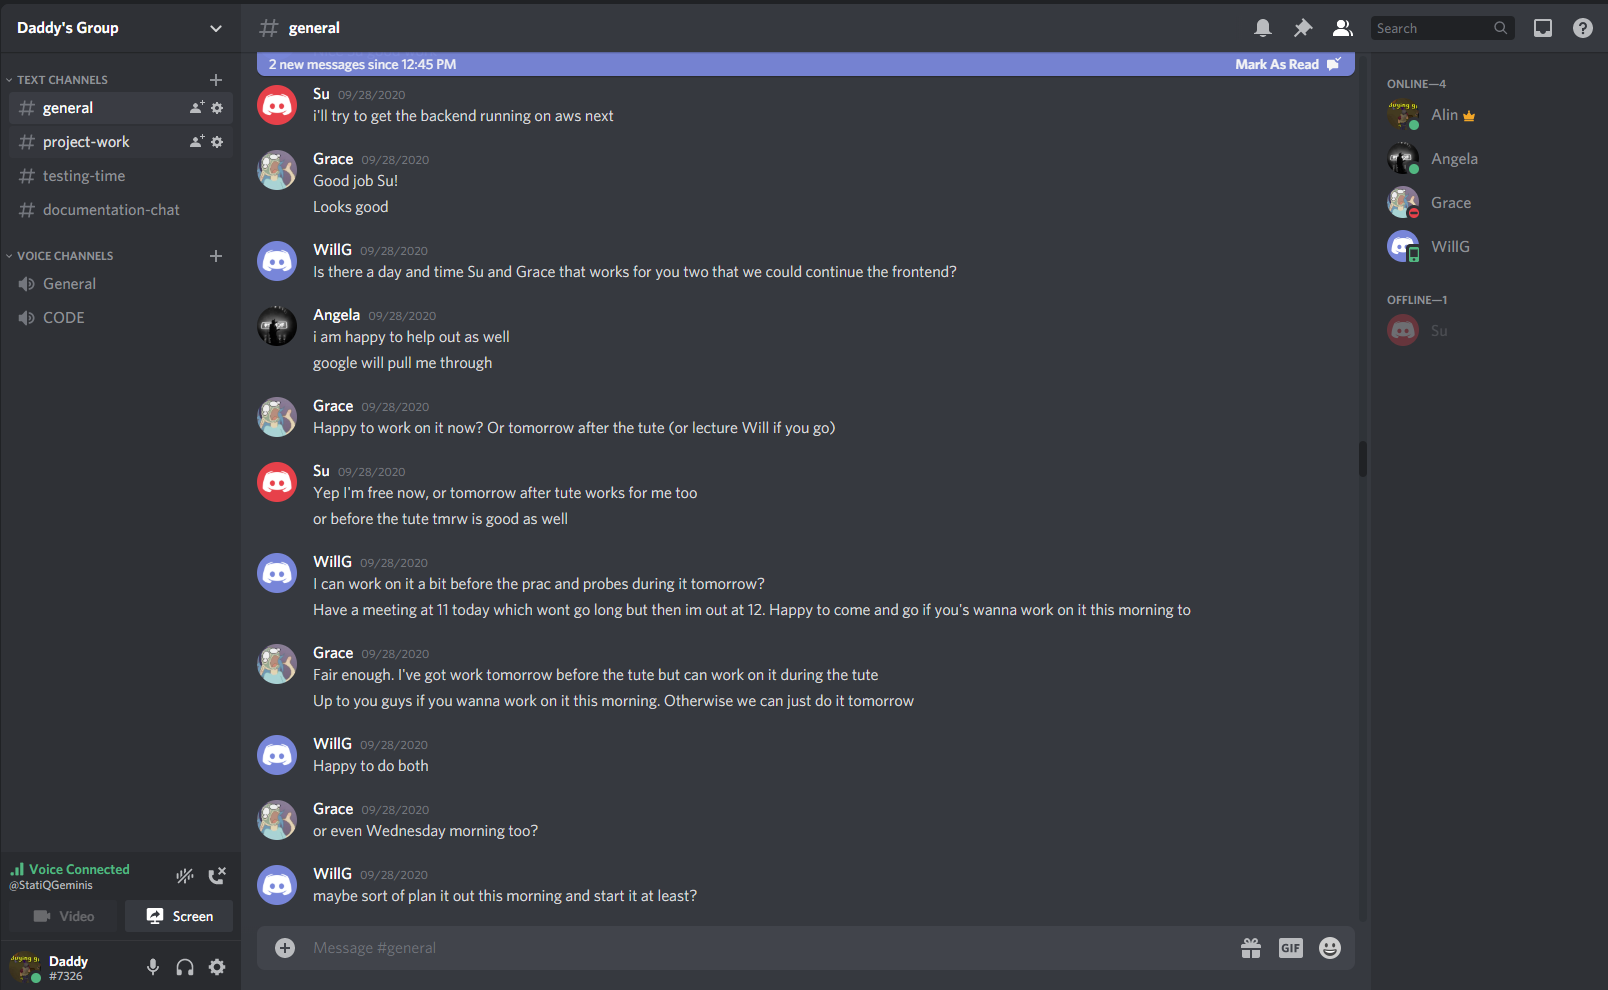 Daddy's Group
TEXT CHANNELS
general
project-work
testing-time
documentation-chat
VOICE CHANNELS
General
CODE
Voice Connected
@StatiQGeminis
Video
Screen
Daddy
#7326
general
Search
2 new messages since 12:45 PM
Mark As Read
Su 09/28/2020
i'll try to get the backend running on aws next
Grace 09/28/2020
Good job Su!
Looks good
WillG 09/28/2020
Is there a day and time Su and Grace that works for you two that we could continue the frontend?
Angela 09/28/2020
i am happy to help out as well
google will pull me through
Grace 09/28/2020
Happy to work on it now? Or tomorrow after the tute (or lecture Will if you go)
Su 09/28/2020
Yep I'm free now, or tomorrow after tute works for me too
or before the tute tmrw is good as well
WillG 09/28/2020
I can work on it a bit before the prac and probes during it tomorrow?
Have a meeting at 11 today which wont go long but then im out at 12. Happy to come and go if you's wanna work on it this morning to
Grace 09/28/2020
Fair enough. I've got work tomorrow before the tute but can work on it during the tute
Up to you guys if you wanna work on it this morning. Otherwise we can just do it tomorrow
WillG 09/28/2020
Happy to do both
Grace 09/28/2020
or even Wednesday morning too?
WillG 09/28/2020
maybe sort of plan it out this morning and start it at least?
Message #general
GIF
ONLINE—4
Alin
Angela
Grace
WillG
OFFLINE—1
Su